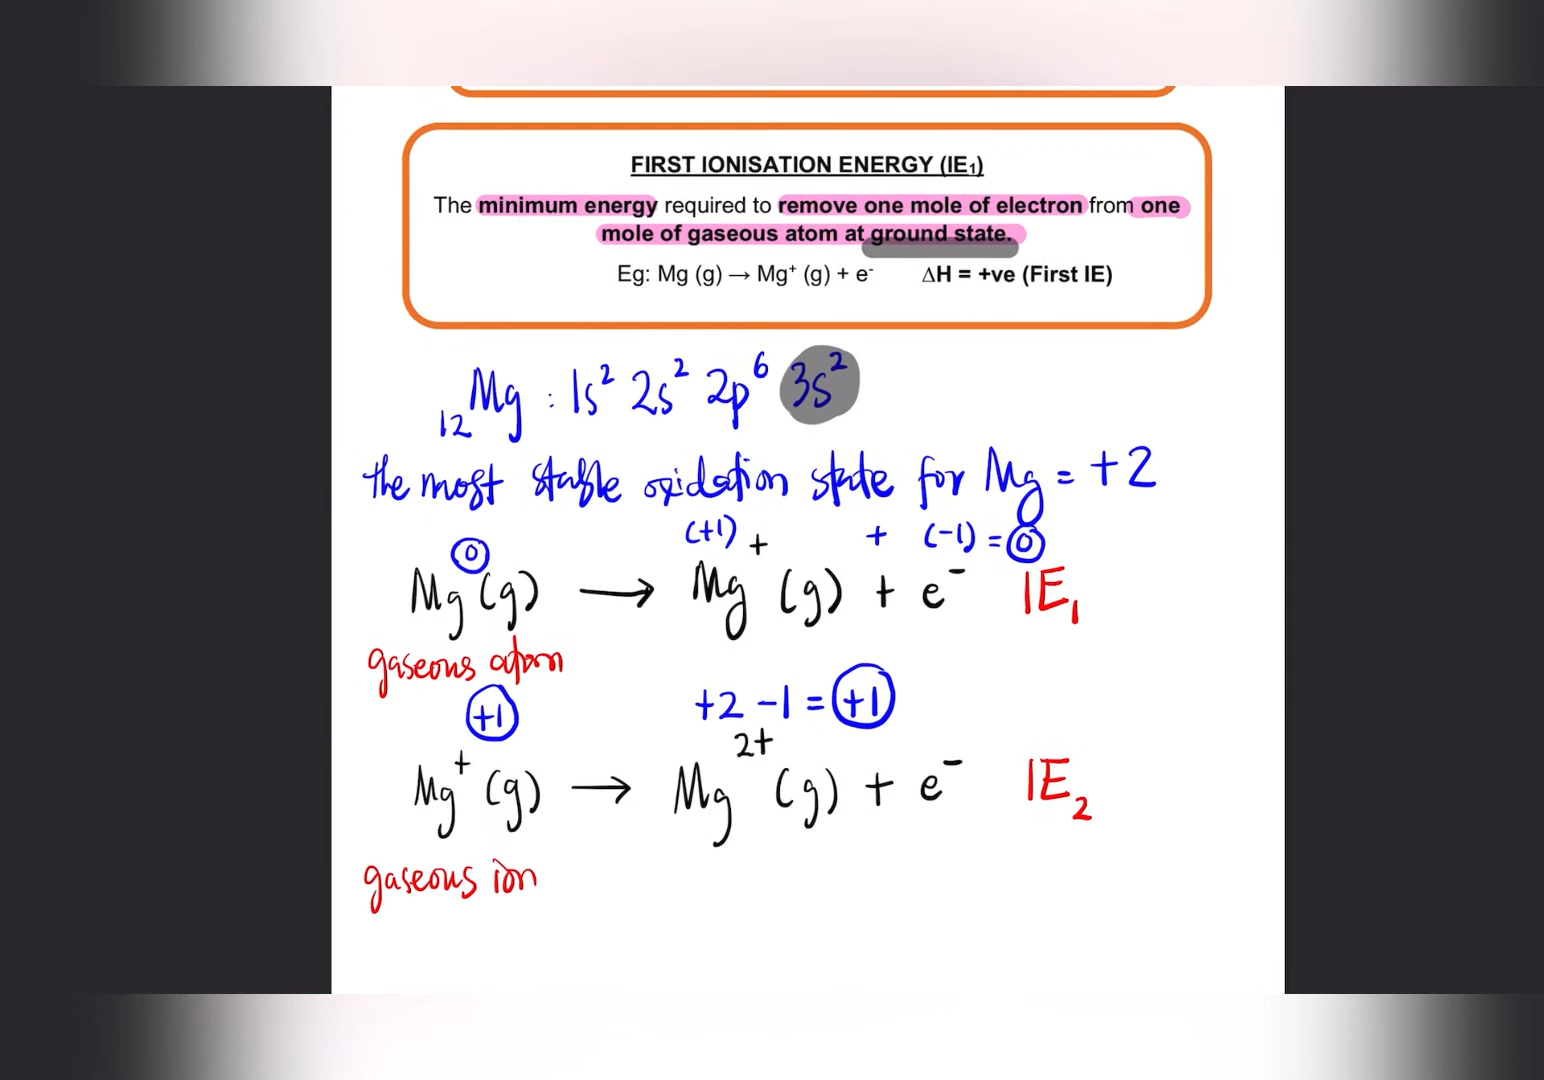 FIRST IONISATION ENERGY (IE₁)
The minimum energy required to remove one mole of electron from one
mole of gaseous atom at ground state.
Eg: Mg (g) → Mg⁺ (g) + e⁻ ΔH = +ve (First IE)
₁₂Mg : 1s² 2s² 2p⁶ 3s²
the most stable oxidation state for Mg = +2
0 (+1) + (-1) = 0
Mg (g) → Mg⁺ (g) + e⁻ IE₁
gaseous atom
+1 +2 -1 = +1
Mg⁺ (g) → Mg²⁺ (g) + e⁻ IE₂
gaseous ion